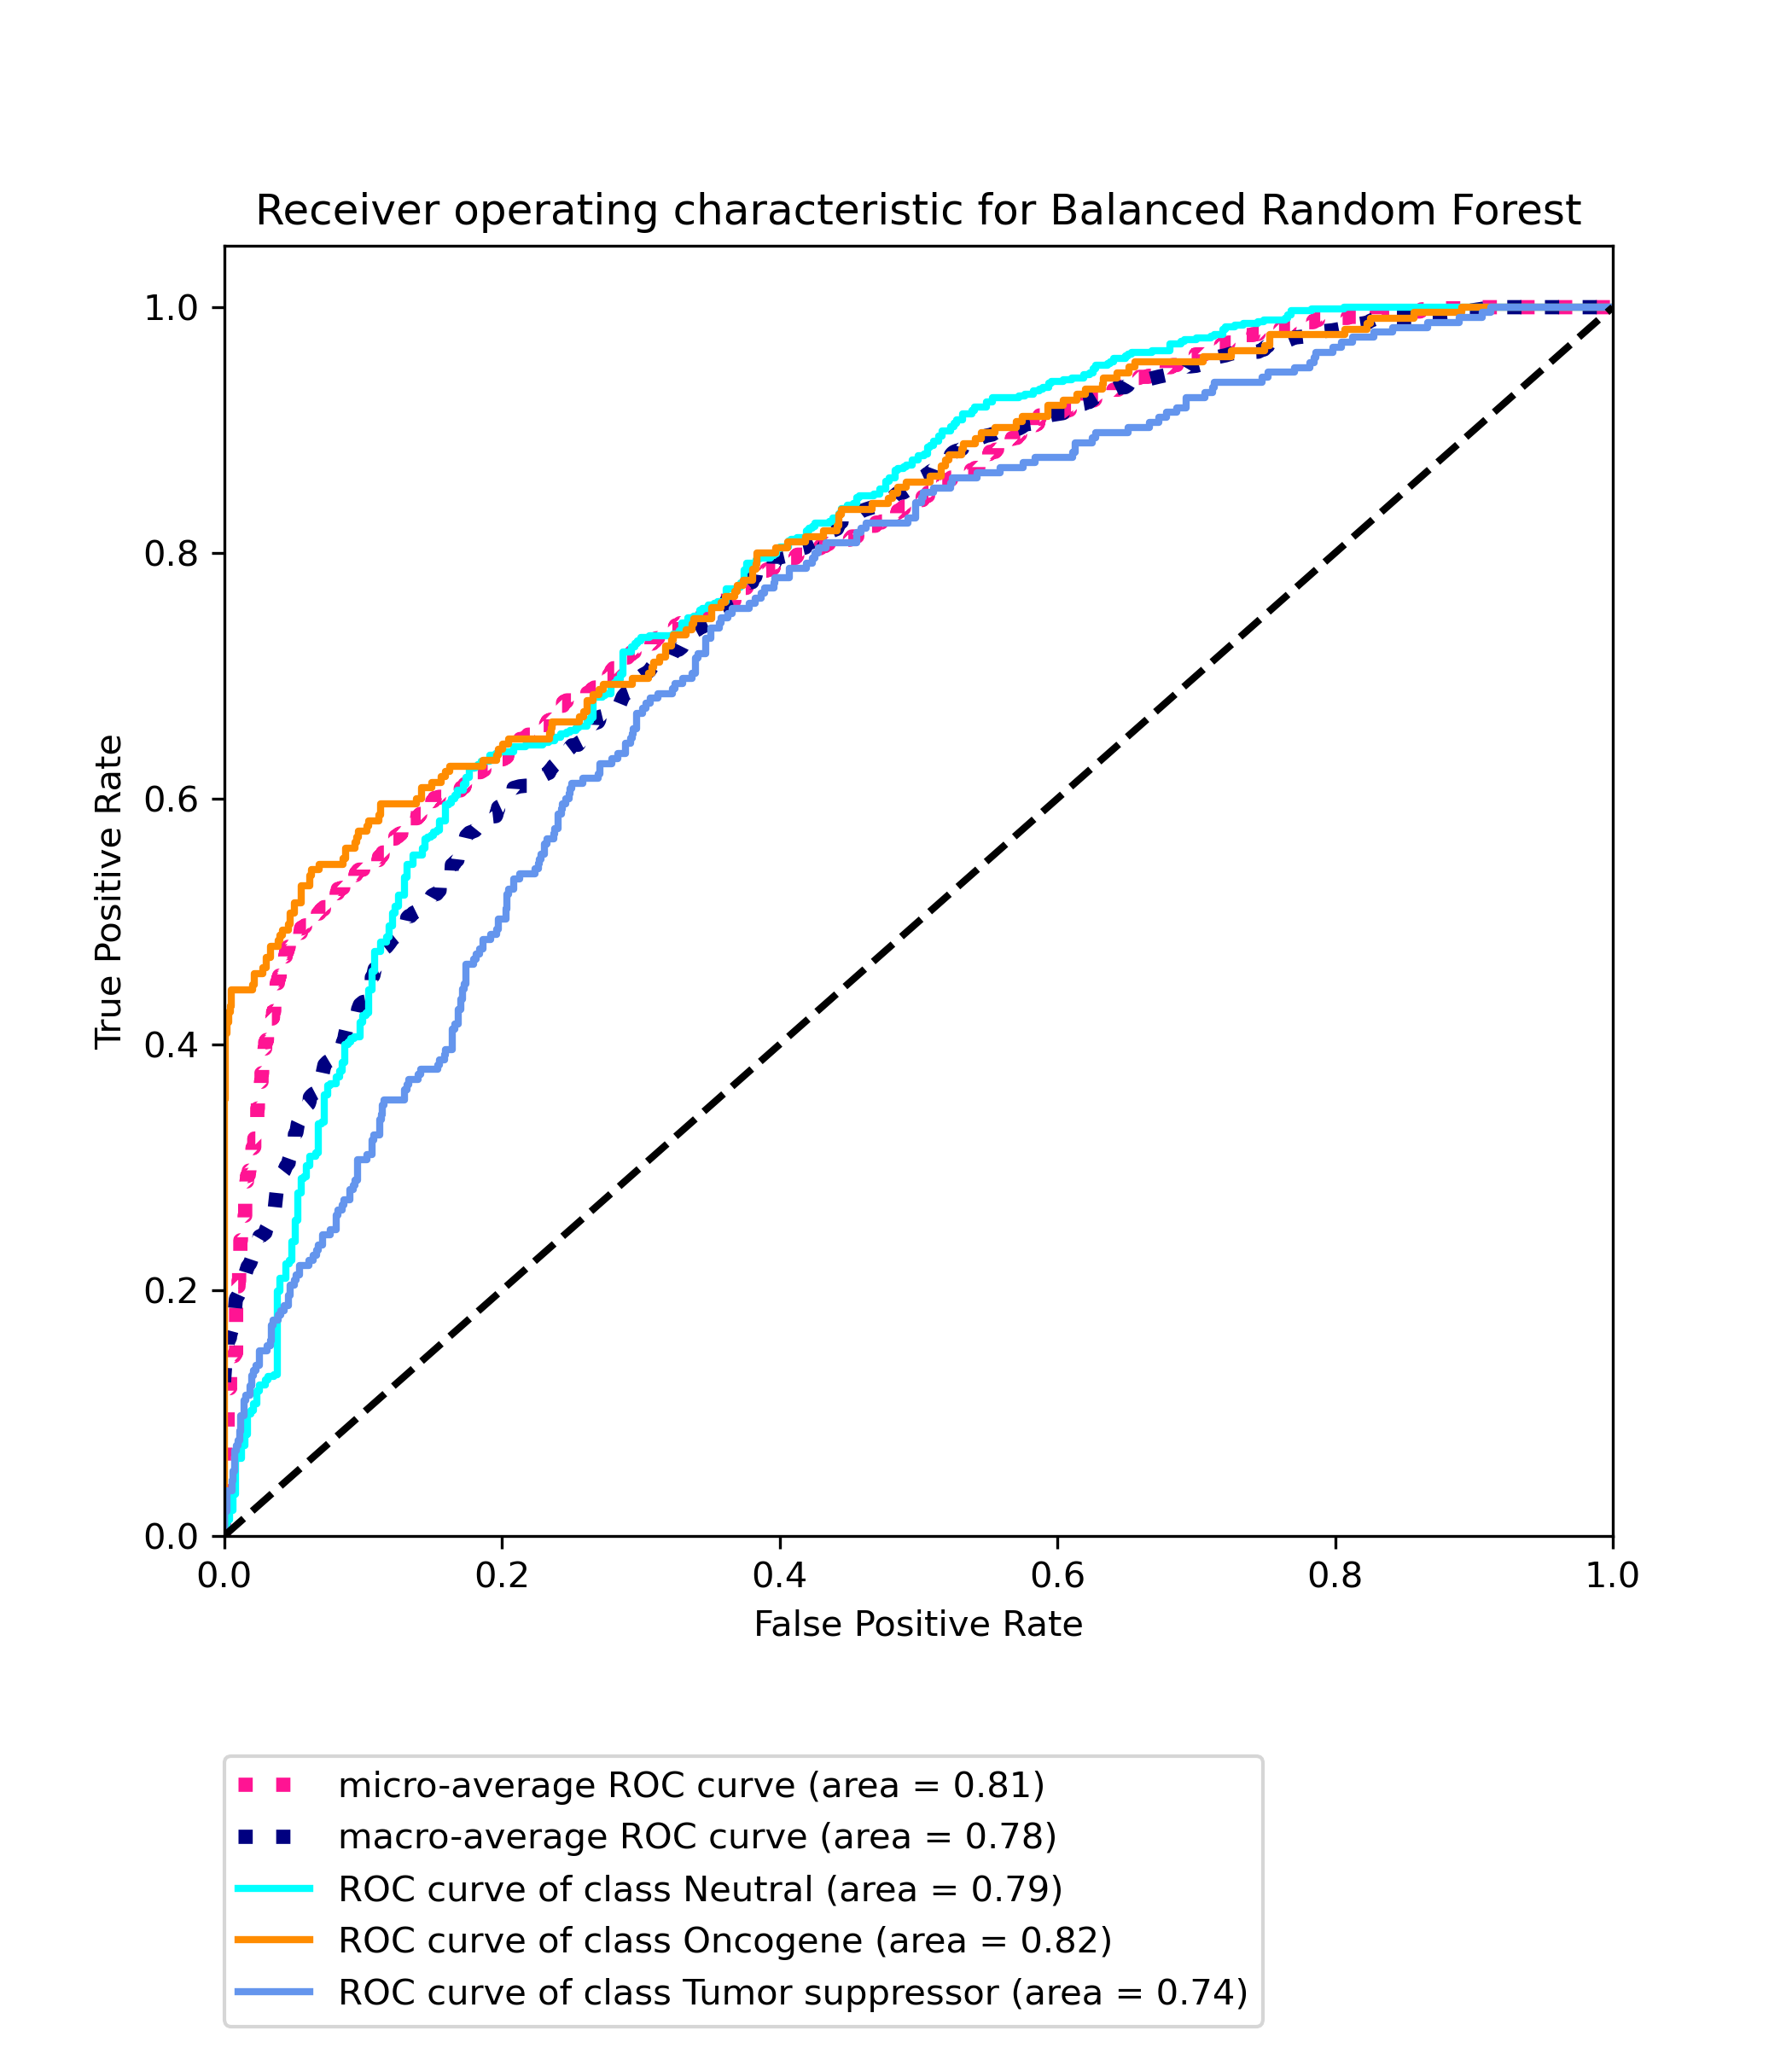 Receiver operating characteristic for Balanced Random Forest
1.0
0.8
0.6
0.4
0.2
0.0
True Positive Rate
0.0 0.2 0.4 0.6 0.8 1.0
False Positive Rate
micro-average ROC curve (area = 0.81)
macro-average ROC curve (area = 0.78)
ROC curve of class Neutral (area = 0.79)
ROC curve of class Oncogene (area = 0.82)
ROC curve of class Tumor suppressor (area = 0.74)